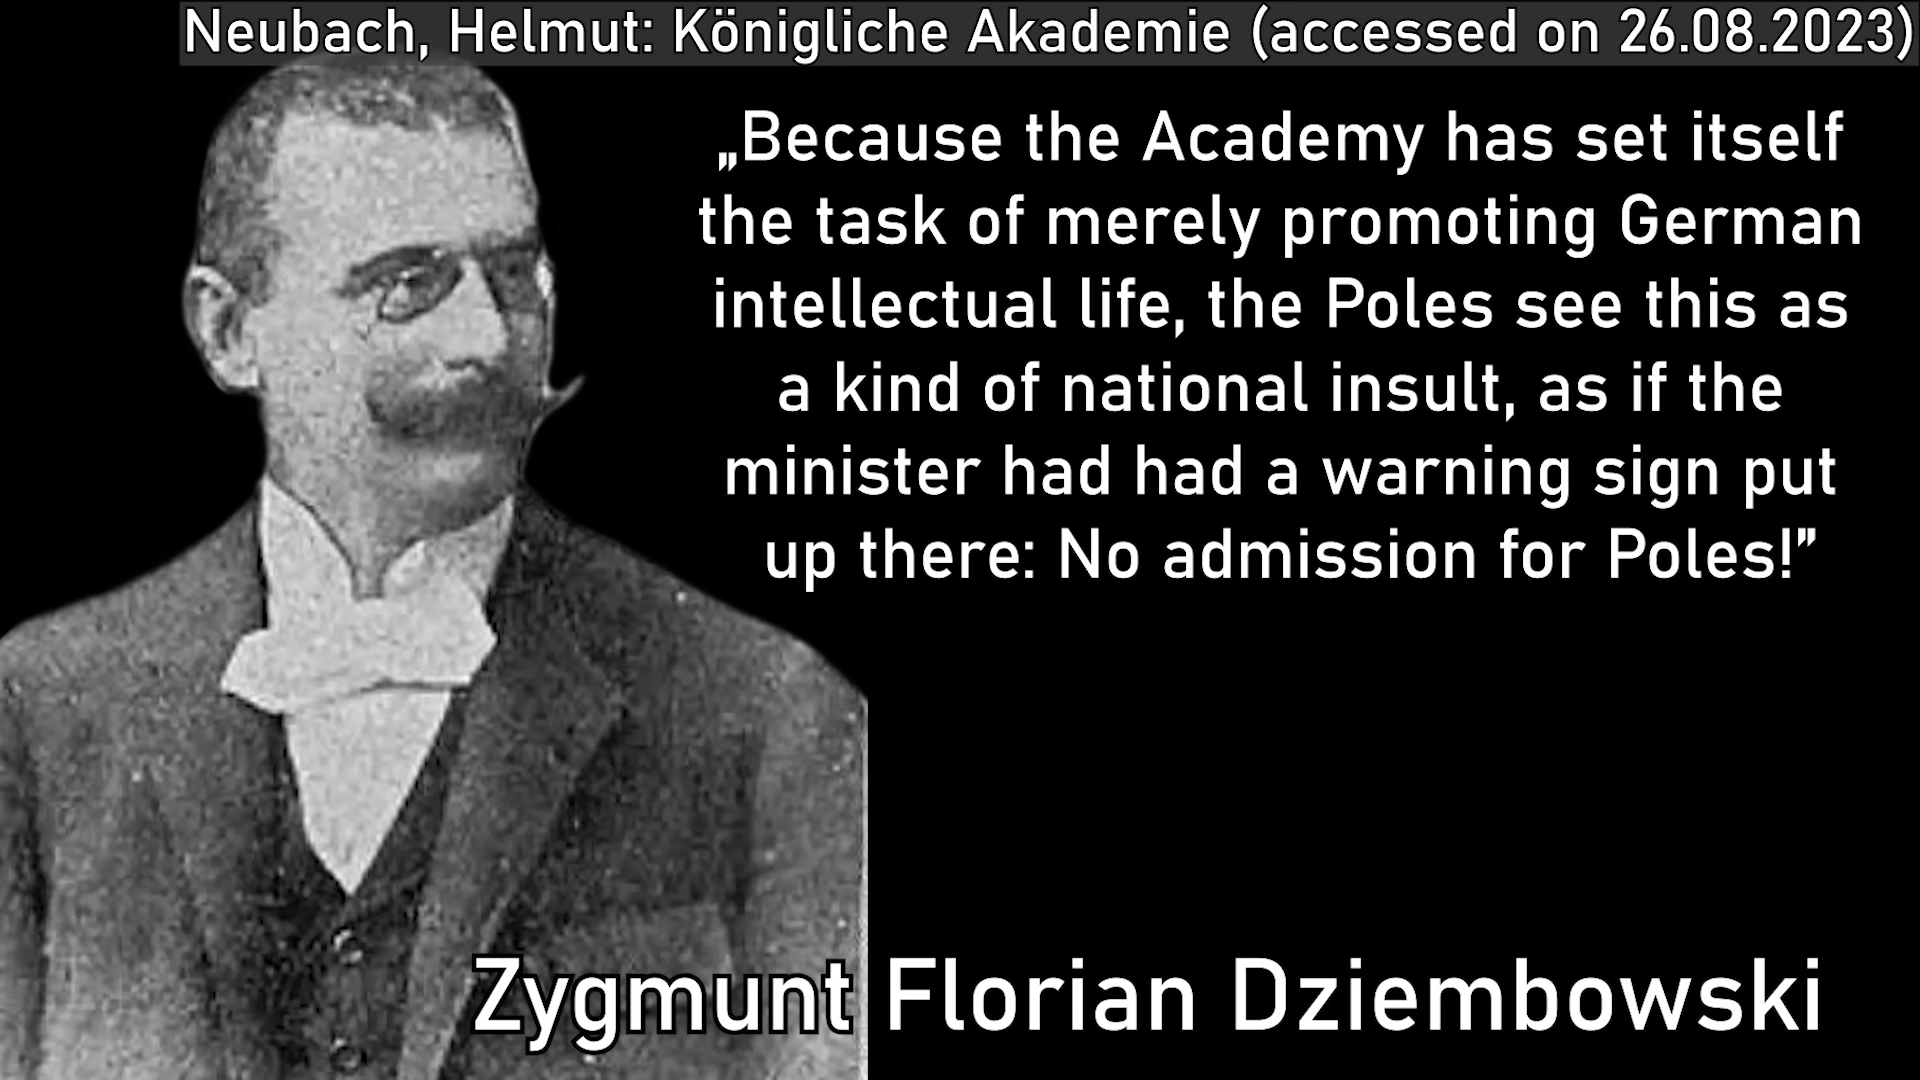 Neubach, Helmut: Königliche Akademie (accessed on 26.08.2023)
„Because the Academy has set itself
the task of merely promoting German
intellectual life, the Poles see this as
a kind of national insult, as if the
minister had had a warning sign put
up there: No admission for Poles!”
Zygmunt Florian Dziembowski